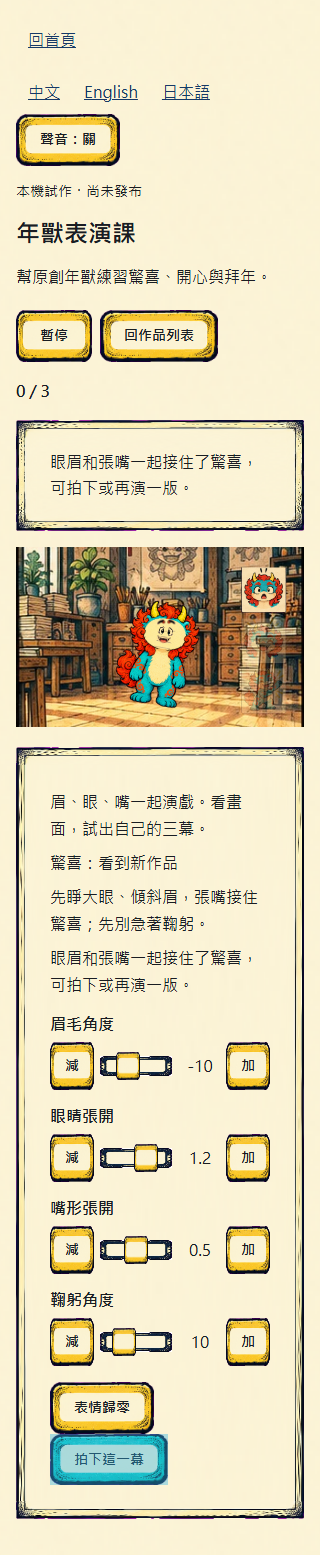 回首頁
中文 English 日本語
聲音：關
本機試作・尚未發布
年獸表演課
幫原創年獸練習驚喜、開心與拜年。
暫停 回作品列表
0 / 3
眼眉和張嘴一起接住了驚喜，
可拍下或再演一版。
眉、眼、嘴一起演戲。看畫
面，試出自己的三幕。
驚喜：看到新作品
先睜大眼、傾斜眉，張嘴接住
驚喜；先別急著鞠躬。
眼眉和張嘴一起接住了驚喜，
可拍下或再演一版。
眉毛角度
減 -10 加
眼睛張開
減 1.2 加
嘴形張開
減 0.5 加
鞠躬角度
減 10 加
表情歸零
拍下這一幕